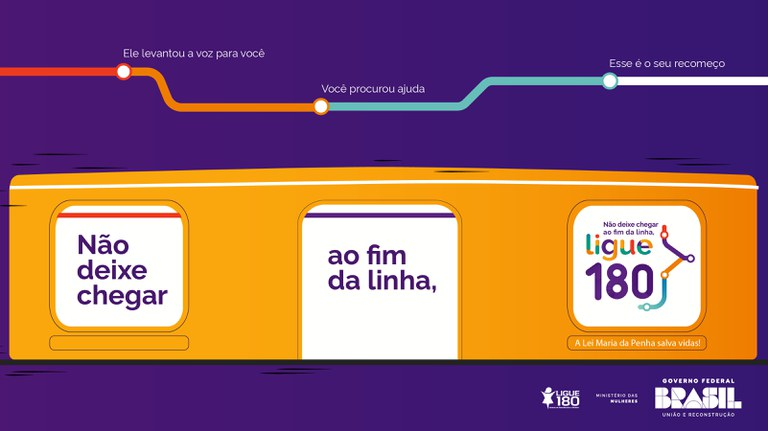 Ele levantou a voz para você
Você procurou ajuda
Esse é o seu recomeço
Não
deixe
chegar
ao fim
da linha,
Não deixe chegar
ao fim da linha,
ligue
180
A Lei Maria da Penha salva vidas!
LIGUE
180
MINISTÉRIO DAS
MULHERES
GOVERNO FEDERAL
BRASIL
UNIÃO E RECONSTRUÇÃO